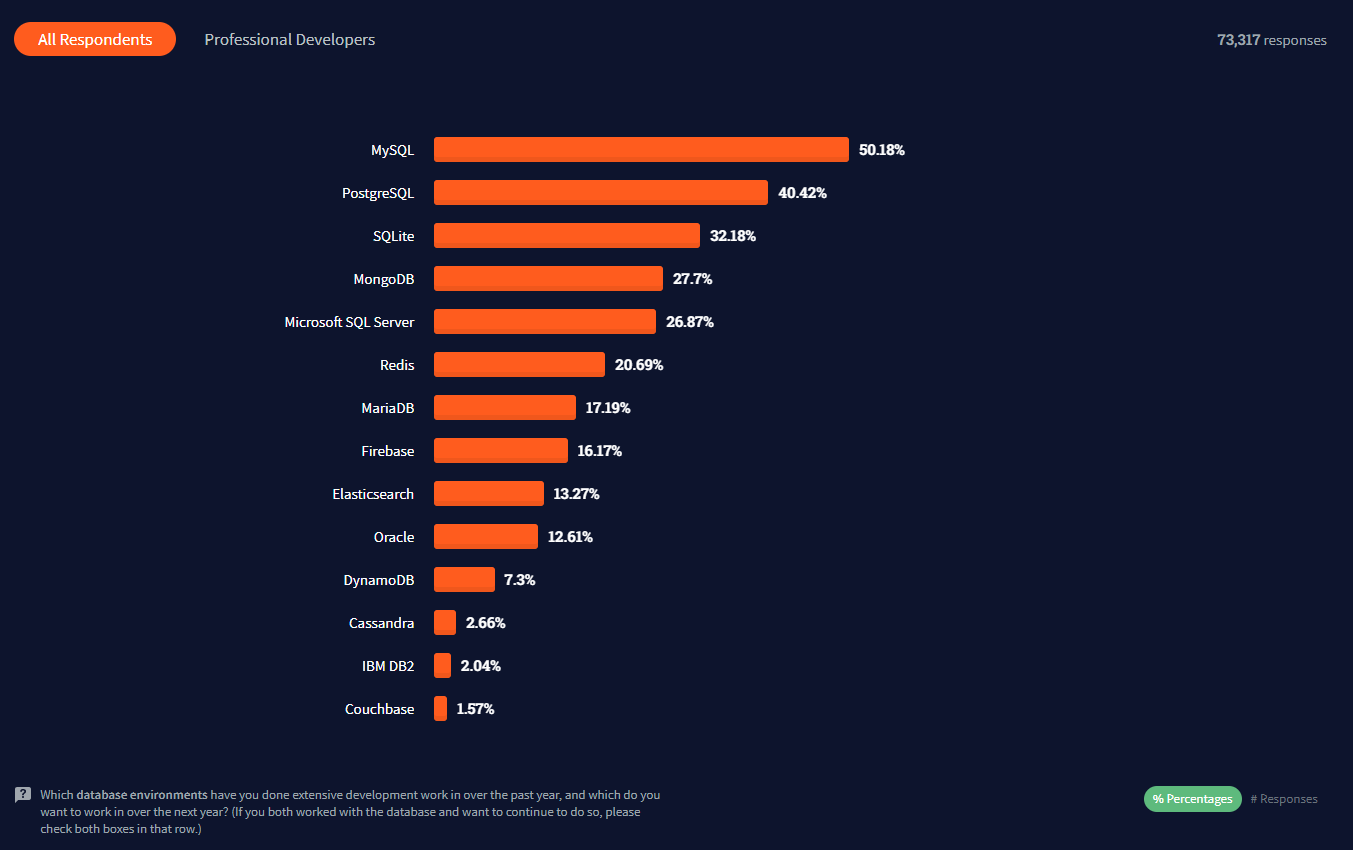 All Respondents Professional Developers 73,317 responses
MySQL 50.18%
PostgreSQL 40.42%
SQLite 32.18%
MongoDB 27.7%
Microsoft SQL Server 26.87%
Redis 20.69%
MariaDB 17.19%
Firebase 16.17%
Elasticsearch 13.27%
Oracle 12.61%
DynamoDB 7.3%
Cassandra 2.66%
IBM DB2 2.04%
Couchbase 1.57%
? Which database environments have you done extensive development work in over the past year, and which do you
want to work in over the next year? (If you both worked with the database and want to continue to do so, please
check both boxes in that row.)
% Percentages # Responses